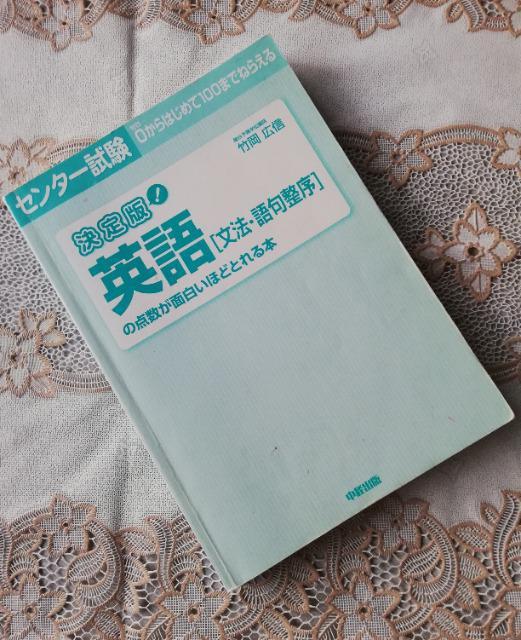 センター試験
0からはじめて100までねらえる
竹岡 広信
決定版!
英語[文法・語句整序]
の点数が面白いほどとれる本
中経出版